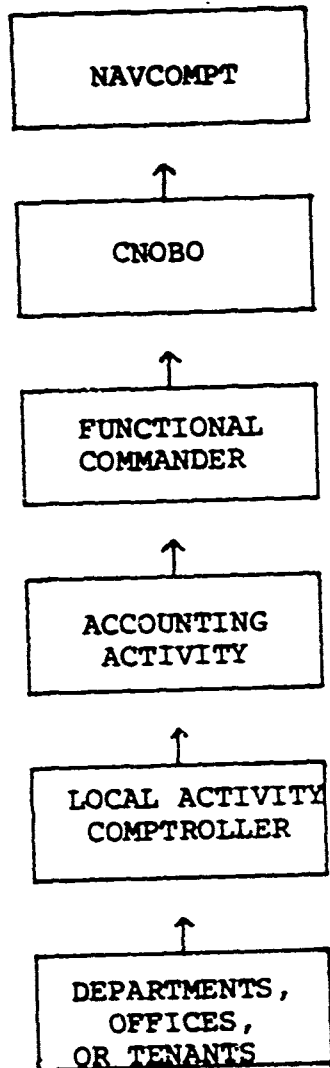 NAVCOMPT
CNOBO
FUNCTIONAL
COMMANDER
ACCOUNTING
ACTIVITY
LOCAL ACTIVITY
COMPTROLLER
DEPARTMENTS,
OFFICES,
OR TENANTS